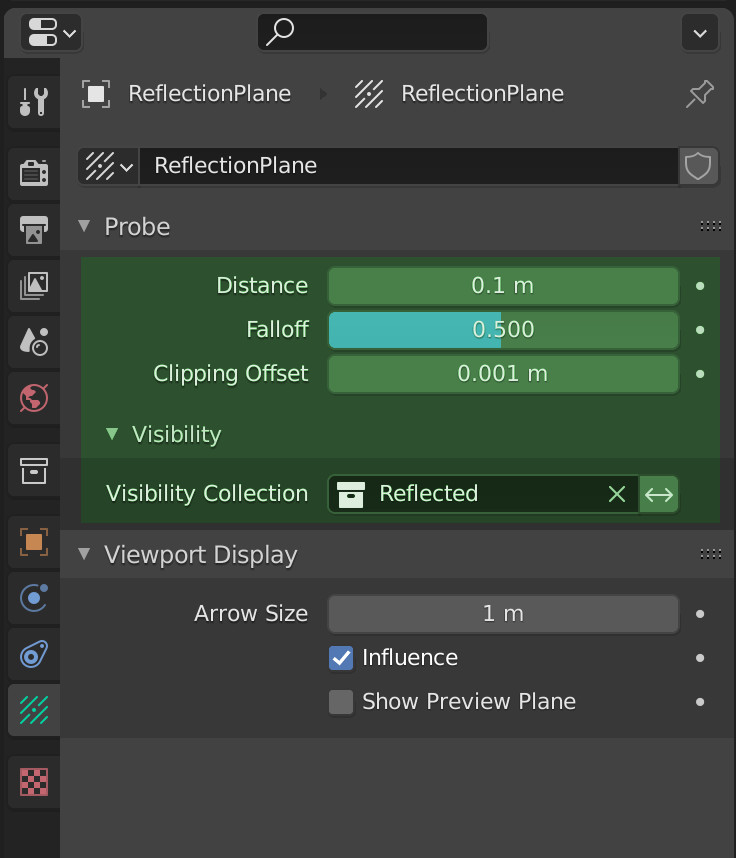 ReflectionPlane ReflectionPlane
ReflectionPlane
Probe
Distance 0.1 m
Falloff 0.500
Clipping Offset 0.001 m
Visibility
Visibility Collection Reflected
Viewport Display
Arrow Size 1 m
Influence
Show Preview Plane